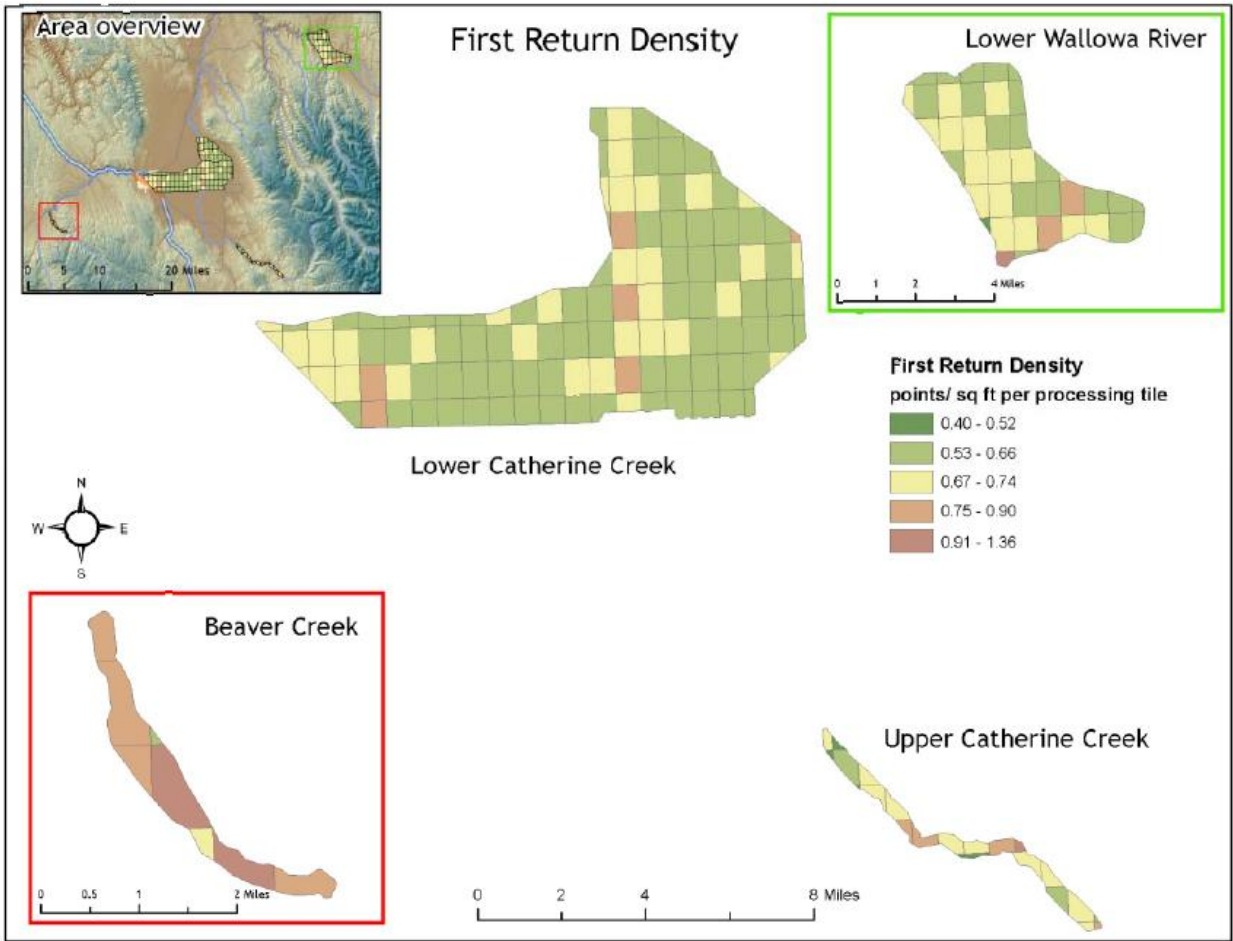 Area overview
0 5 10 20 Miles
First Return Density
Lower Wallowa River
0 1 2 4 Miles
First Return Density
points/ sq ft per processing tile
0.40 - 0.52
0.53 - 0.66
0.67 - 0.74
0.75 - 0.90
0.91 - 1.36
Lower Catherine Creek
N
W E
S
Beaver Creek
0 0.5 1 2 Miles
Upper Catherine Creek
0 2 4 8 Miles